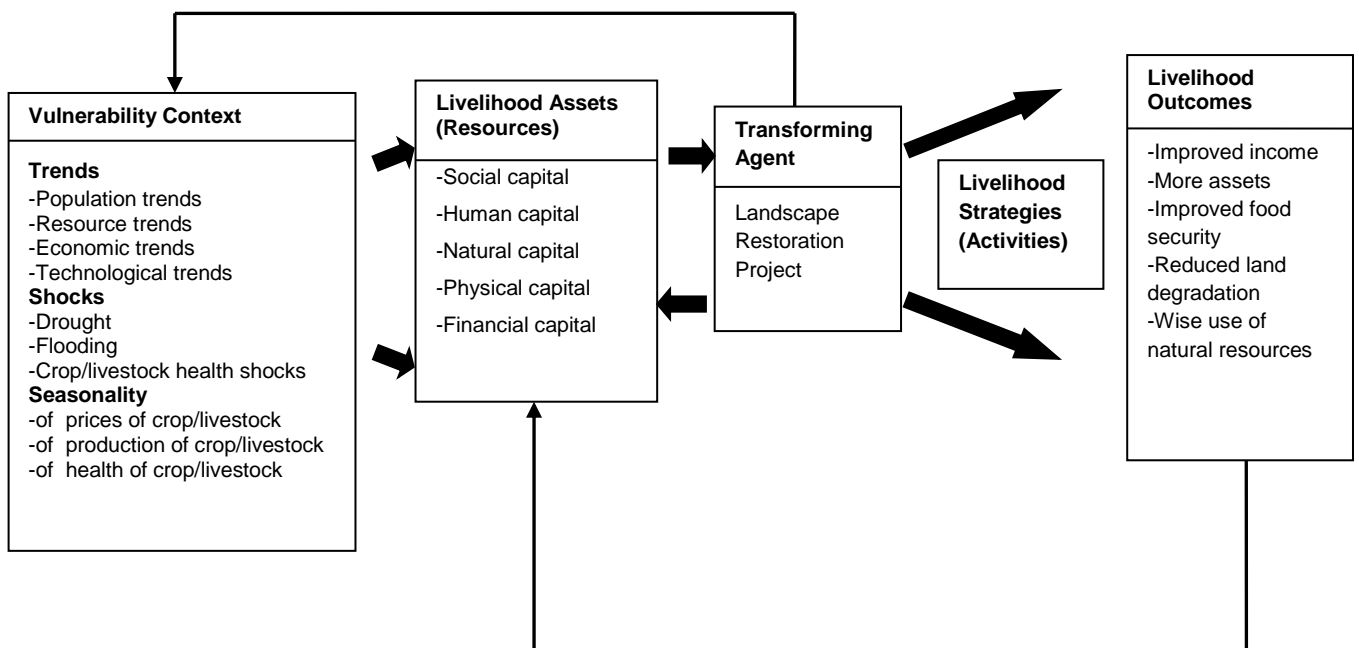 Vulnerability Context
Trends
-Population trends
-Resource trends
-Economic trends
-Technological trends
Shocks
-Drought
-Flooding
-Crop/livestock health shocks
Seasonality
-of  prices of crop/livestock
-of  production of crop/livestock
-of  health of crop/livestock
Livelihood Assets
(Resources)
-Social capital
-Human capital
-Natural capital
-Physical capital
-Financial capital
Transforming
Agent
Landscape
Restoration
Project
Livelihood
Strategies
(Activities)
Livelihood
Outcomes
-Improved income
-More assets
-Improved food
security
-Reduced land
degradation
-Wise use of
natural resources